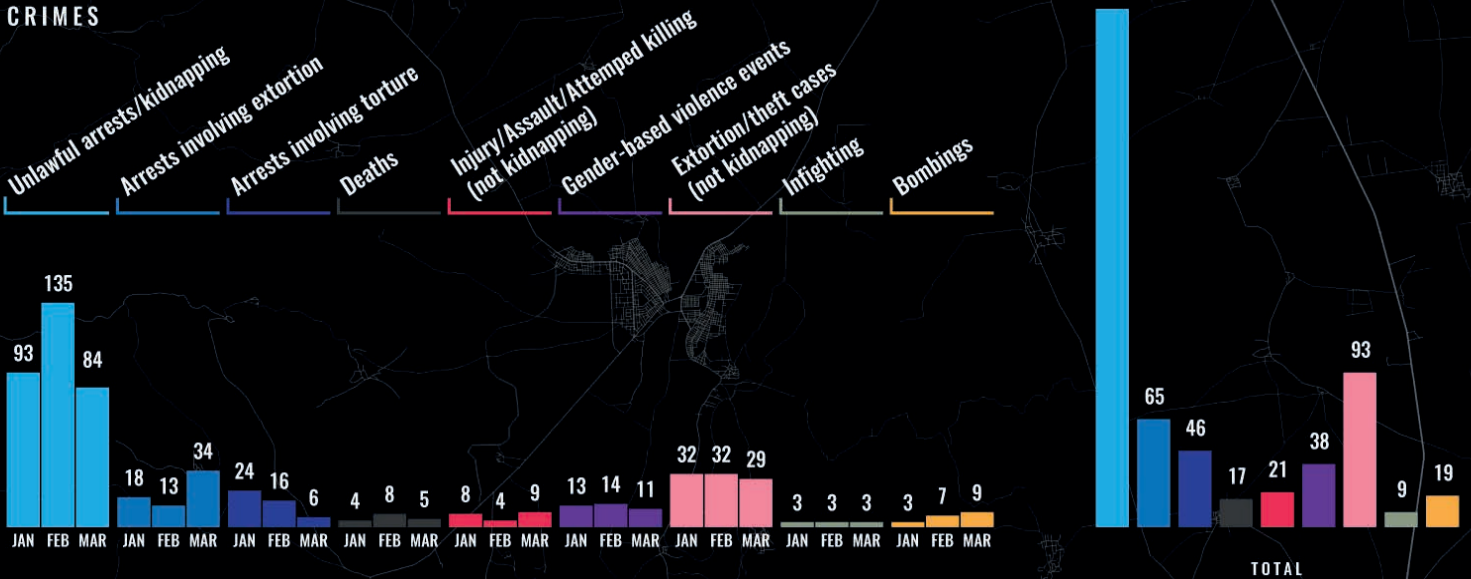 CRIMES
Unlawful arrests/kidnapping
Arrests involving extortion
Arrests involving torture
Deaths
Injury/Assault/Attemped killing
(not kidnapping)
Gender-based violence events
Extortion/theft cases
(not kidnapping)
Infighting
Bombings
93 135 84
18 13 34
24 16 6
4 8 5
8 4 9
13 14 11
32 32 29
3 3 3
3 7 9
JAN FEB MAR JAN FEB MAR JAN FEB MAR JAN FEB MAR JAN FEB MAR JAN FEB MAR JAN FEB MAR JAN FEB MAR JAN FEB MAR
65 46 17 21 38 93 9 19
TOTAL